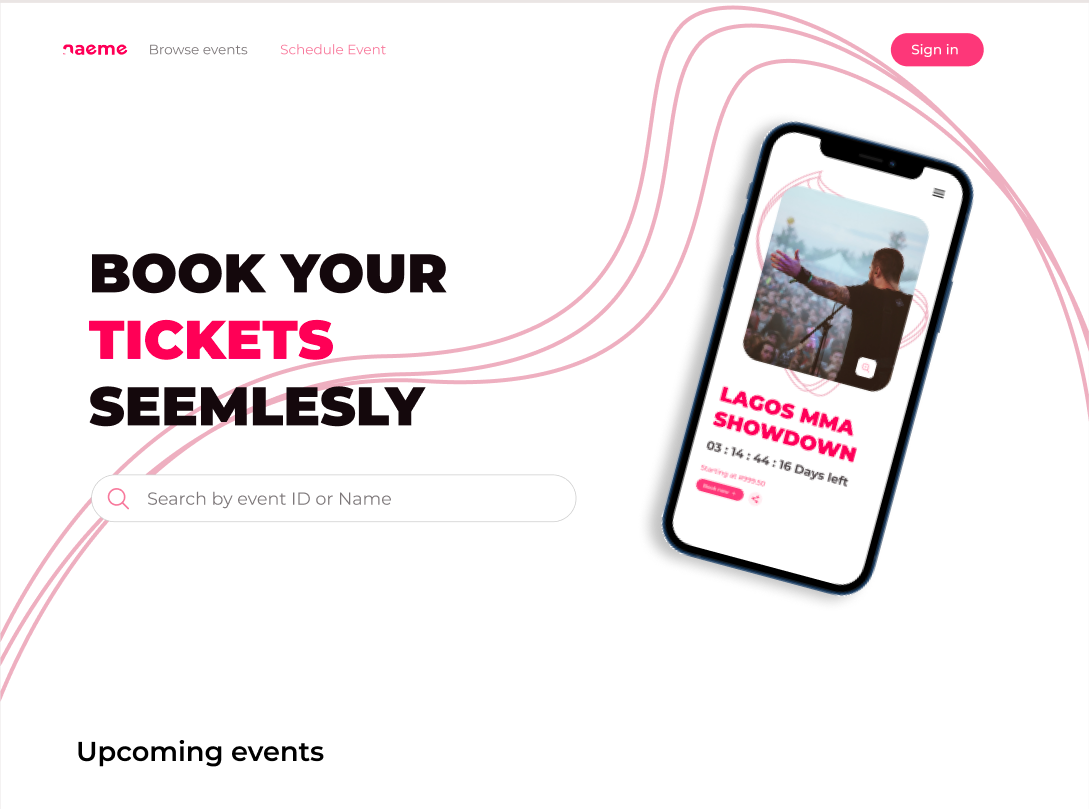 naeme
Browse events
Schedule Event
Sign in
BOOK YOUR
TICKETS
SEEMLESLY
Search by event ID or Name
LAGOS MMA
SHOWDOWN
03 : 14 : 44 : 16 Days left
Starting at
Book now
Upcoming events